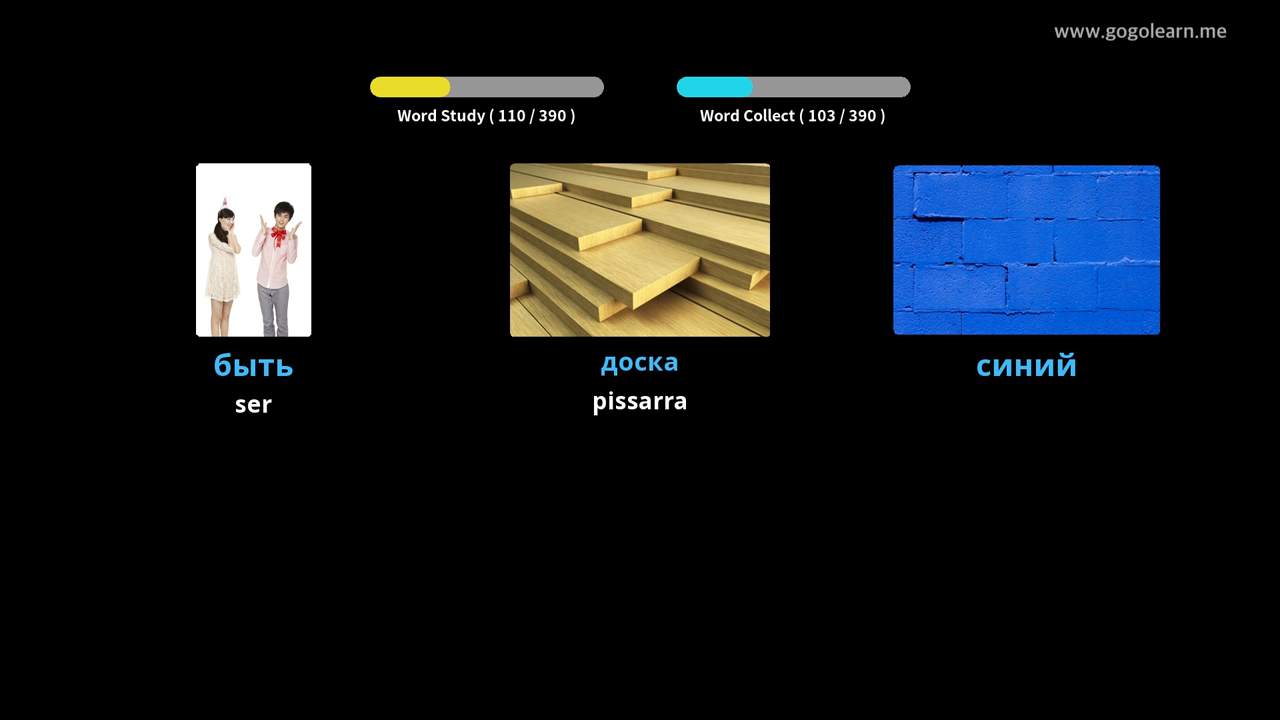 www.gogolearn.me
Word Study ( 110 / 390 )
Word Collect ( 103 / 390 )
быть
ser
доска
pissarra
синий